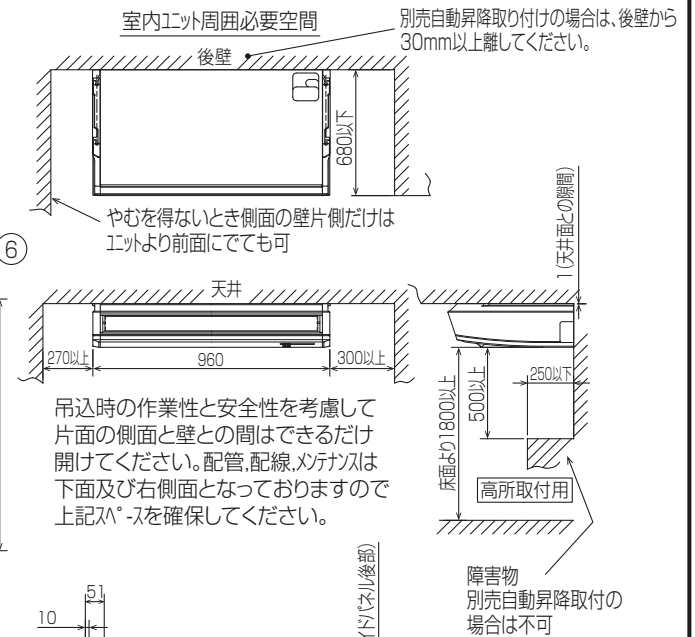 室内ユニット周囲必要空間
別売自動昇降取り付けの場合は、後壁から
30mm以上離してください。
後壁
680以下
やむを得ないとき側面の壁片側だけは
ユニットより前面にでても可
1(天井面との隙間)
6
天井
270以上
960
300以上
250以下
500以上
床面より1800以上
吊込時の作業性と安全性を考慮して
片面の側面と壁との間はできるだけ
開けてください。配管,配線,メンテナンスは
下面及び右側面となっておりますので
上記スペースを確保してください。
高所取付用
障害物
別売自動昇降取付の
場合は不可
51
10
イドパネル後部)